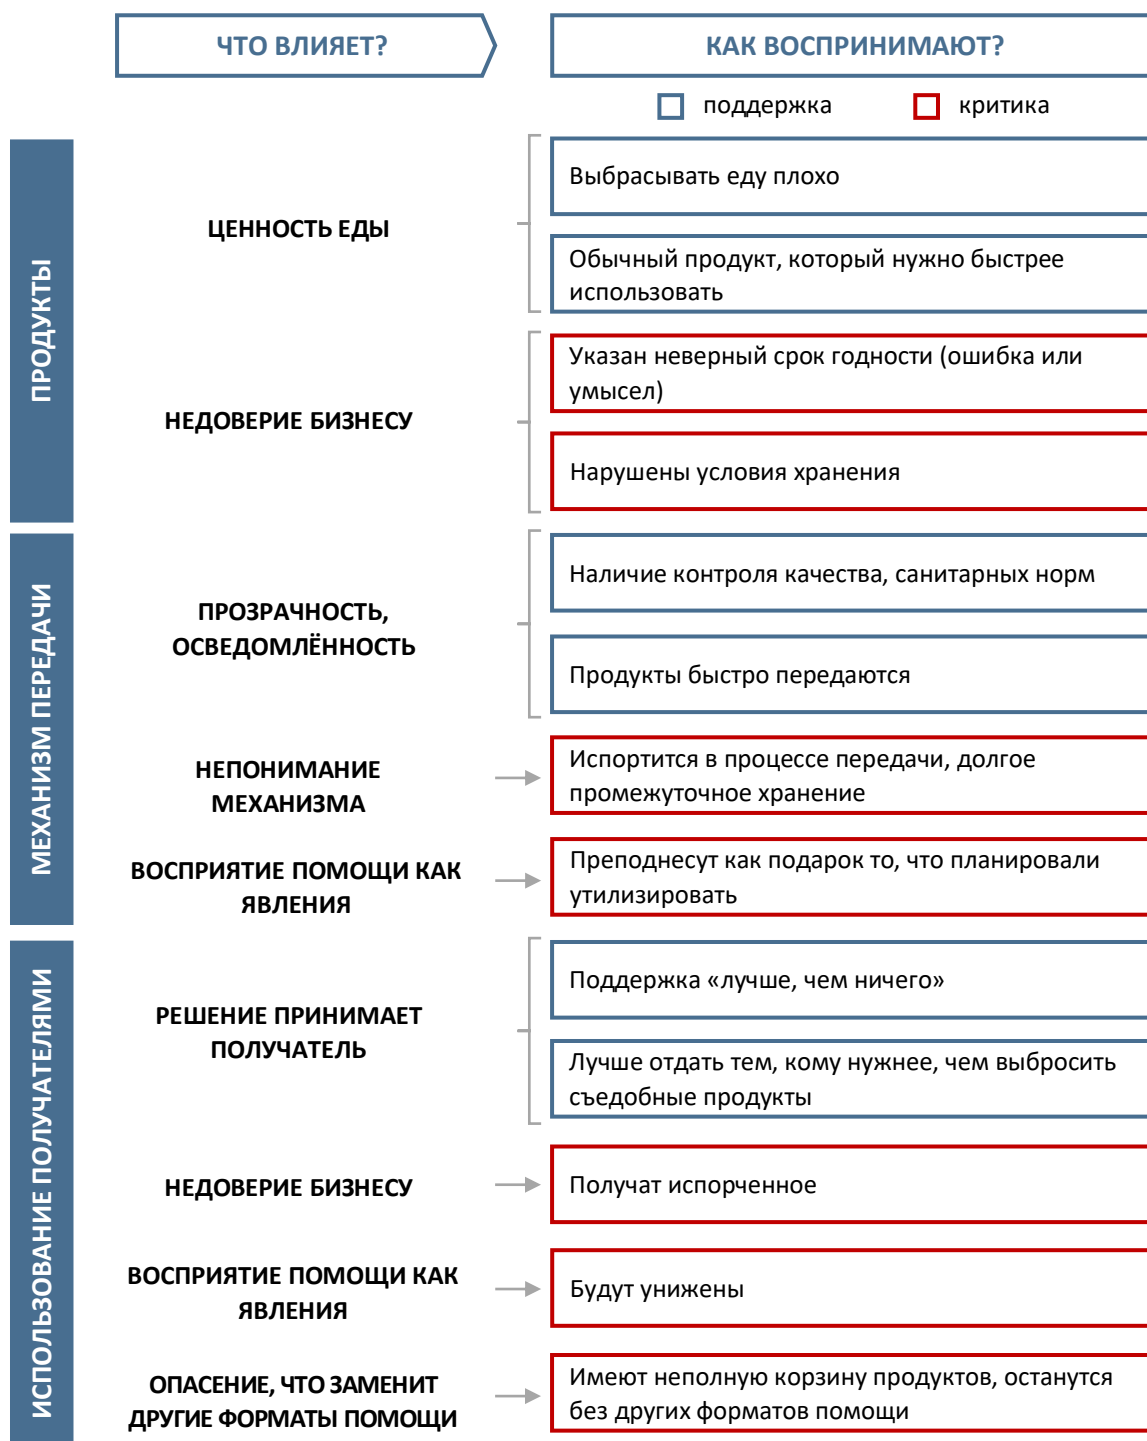 ЧТО ВЛИЯЕТ?
КАК ВОСПРИНИМАЮТ?
поддержка
критика
ПРОДУКТЫ
ЦЕННОСТЬ ЕДЫ
Выбрасывать еду плохо
Обычный продукт, который нужно быстрее
использовать
НЕДОВЕРИЕ БИЗНЕСУ
Указан неверный срок годности (ошибка или
умысел)
Нарушены условия хранения
МЕХАНИЗМ ПЕРЕДАЧИ
ПРОЗРАЧНОСТЬ,
ОСВЕДОМЛЁННОСТЬ
Наличие контроля качества, санитарных норм
Продукты быстро передаются
НЕПОНИМАНИЕ
МЕХАНИЗМА
Испортится в процессе передачи, долгое
промежуточное хранение
ВОСПРИЯТИЕ ПОМОЩИ КАК
ЯВЛЕНИЯ
Преподнесут как подарок то, что планировали
утилизировать
ИСПОЛЬЗОВАНИЕ ПОЛУЧАТЕЛЯМИ
РЕШЕНИЕ ПРИНИМАЕТ
ПОЛУЧАТЕЛЬ
Поддержка «лучше, чем ничего»
Лучше отдать тем, кому нужнее, чем выбросить
съедобные продукты
НЕДОВЕРИЕ БИЗНЕСУ
Получат испорченное
ВОСПРИЯТИЕ ПОМОЩИ КАК
ЯВЛЕНИЯ
Будут унижены
ОПАСЕНИЕ, ЧТО ЗАМЕНИТ
ДРУГИЕ ФОРМАТЫ ПОМОЩИ
Имеют неполную корзину продуктов, останутся
без других форматов помощи